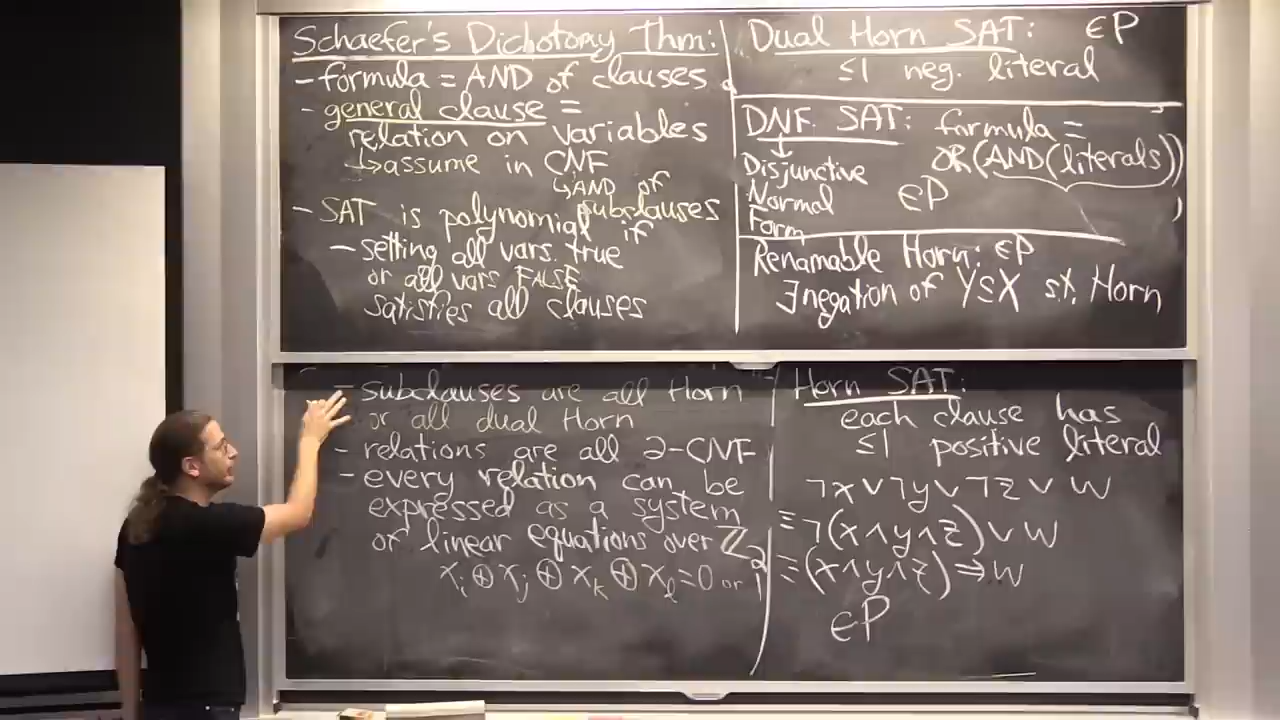 Schaefer's Dichotomy Thm:
- formula = AND of clauses
- general clause =
relation on variables
↳ assume in CNF
↳ AND of
subclauses
- SAT is polynomial if
- setting all vars. true
or all vars FALSE
satisfies all clauses
- subclauses are all Horn
or all dual Horn
- relations are all 2-CNF
- every relation can be
expressed as a system
of linear equations over ℤ₂
xᵢ ⊕ xⱼ ⊕ xₖ ⊕ xₗ = 0 or 1
Dual Horn SAT: ∈P
≤1 neg. literal
DNF SAT: formula =
OR(AND(literals))
↓
Disjunctive
Normal
Form
∈P
Renamable Horn: ∈P
∃negation of Y⊆X s.t. Horn
Horn SAT:
each clause has
≤1 positive literal
¬x∨¬y∨¬z∨w
≡¬(x∧y∧z)∨w
≡(x∧y∧z)⇒w
∈P